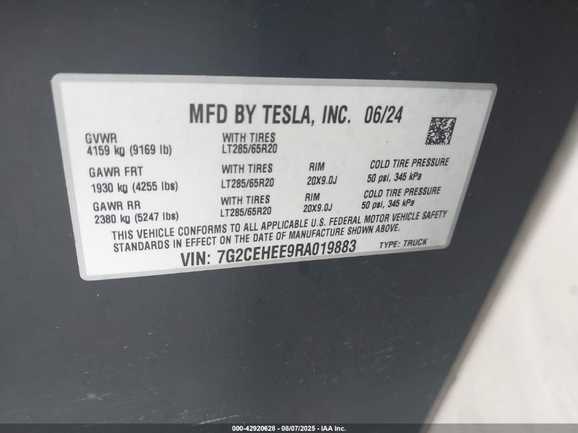 MFD BY TESLA, INC. 06/24
GVWR WITH TIRES
4159 kg (9169 lb) LT285/65R20
GAWR FRT WITH TIRES RIM COLD TIRE PRESSURE
1930 kg (4255 lbs) LT285/65R20 20X9.0J 50 psi, 345 kPa
GAWR RR WITH TIRES RIM COLD TIRE PRESSURE
2380 kg (5247 lbs) LT285/65R20 20X9.0J 50 psi, 345 kPa
THIS VEHICLE CONFORMS TO ALL APPLICABLE U.S. FEDERAL MOTOR VEHICLE SAFETY
STANDARDS IN EFFECT ON THE DATE OF MANUFACTURE SHOWN ABOVE.
VIN: 7G2CEHEE9RA019883 TYPE: TRUCK
000-42920628 - 08/07/2025 - IAA Inc.